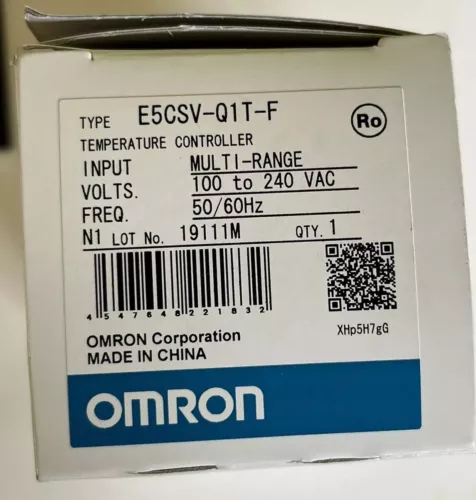 TYPE E5CSV-Q1T-F
Ro
TEMPERATURE CONTROLLER
INPUT MULTI-RANGE
VOLTS. 100 to 240 VAC
FREQ. 50/60Hz
N1 LOT No. 19111M QTY. 1
4 547648 221832
XHp5H7gG
OMRON Corporation
MADE IN CHINA
OMRON